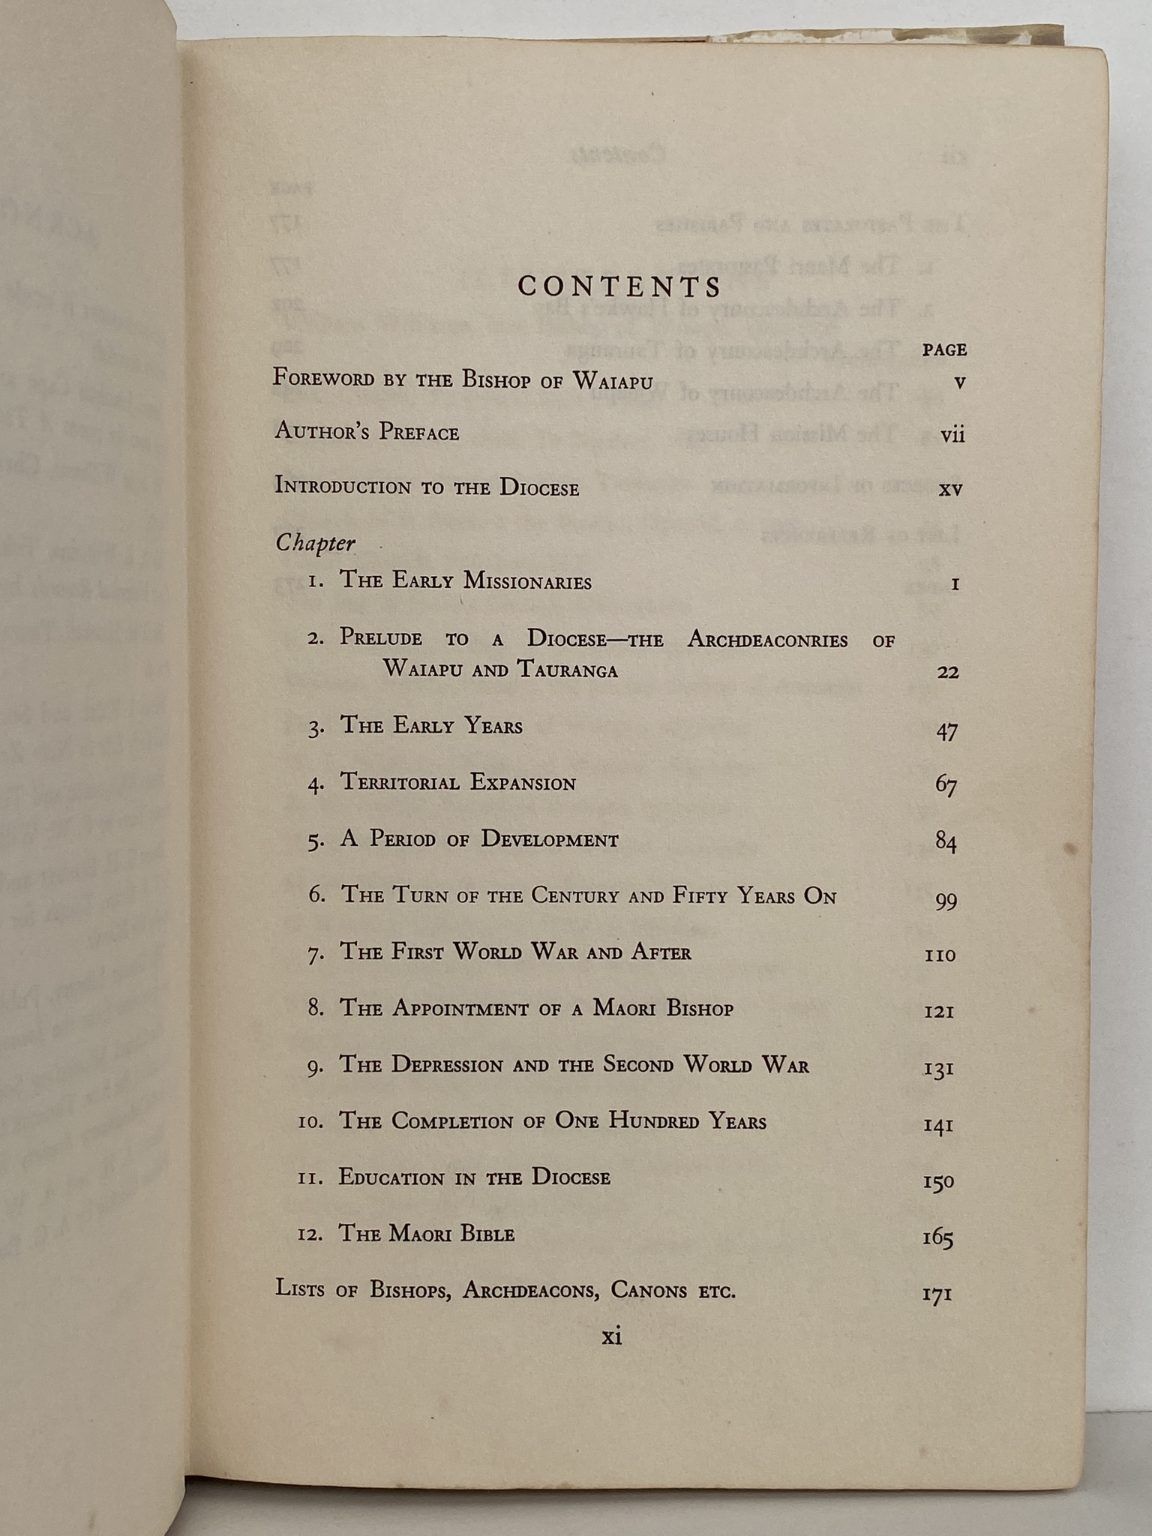 CONTENTS
PAGE
FOREWORD BY THE BISHOP OF WAIAPU v
AUTHOR'S PREFACE vii
INTRODUCTION TO THE DIOCESE xv
Chapter
1. THE EARLY MISSIONARIES 1
2. PRELUDE TO A DIOCESE—THE ARCHDEACONRIES OF
WAIAPU AND TAURANGA 22
3. THE EARLY YEARS 47
4. TERRITORIAL EXPANSION 67
5. A PERIOD OF DEVELOPMENT 84
6. THE TURN OF THE CENTURY AND FIFTY YEARS ON 99
7. THE FIRST WORLD WAR AND AFTER 110
8. THE APPOINTMENT OF A MAORI BISHOP 121
9. THE DEPRESSION AND THE SECOND WORLD WAR 131
10. THE COMPLETION OF ONE HUNDRED YEARS 141
11. EDUCATION IN THE DIOCESE 150
12. THE MAORI BIBLE 165
LISTS OF BISHOPS, ARCHDEACONS, CANONS ETC. 171
xi